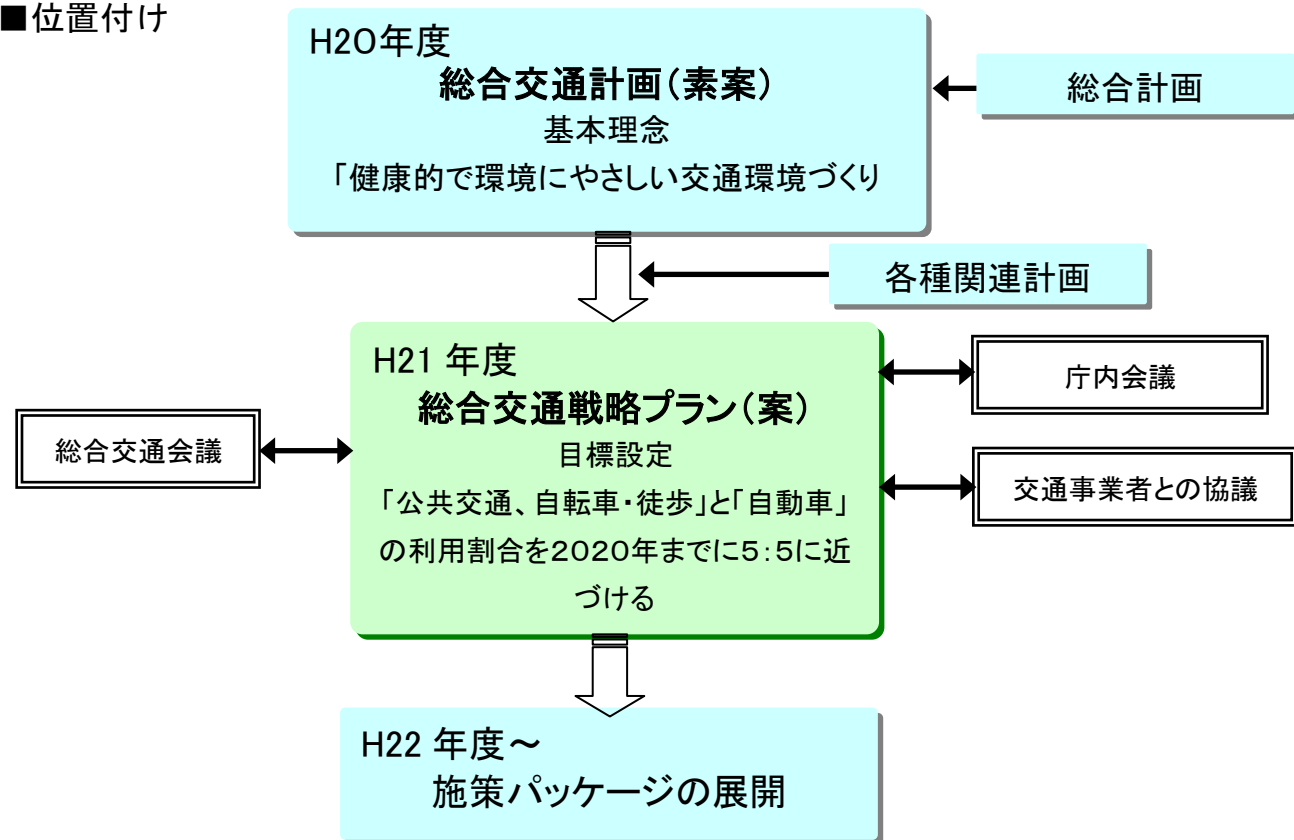 ■位置付け
H20年度
総合交通計画（素案）
基本理念
「健康的で環境にやさしい交通環境づくり
総合計画
各種関連計画
H21 年度
総合交通戦略プラン（案）
目標設定
「公共交通、自転車・徒歩」と「自動車」
の利用割合を２０２０年までに５：５に近
づける
庁内会議
総合交通会議
交通事業者との協議
H22 年度～
施策パッケージの展開